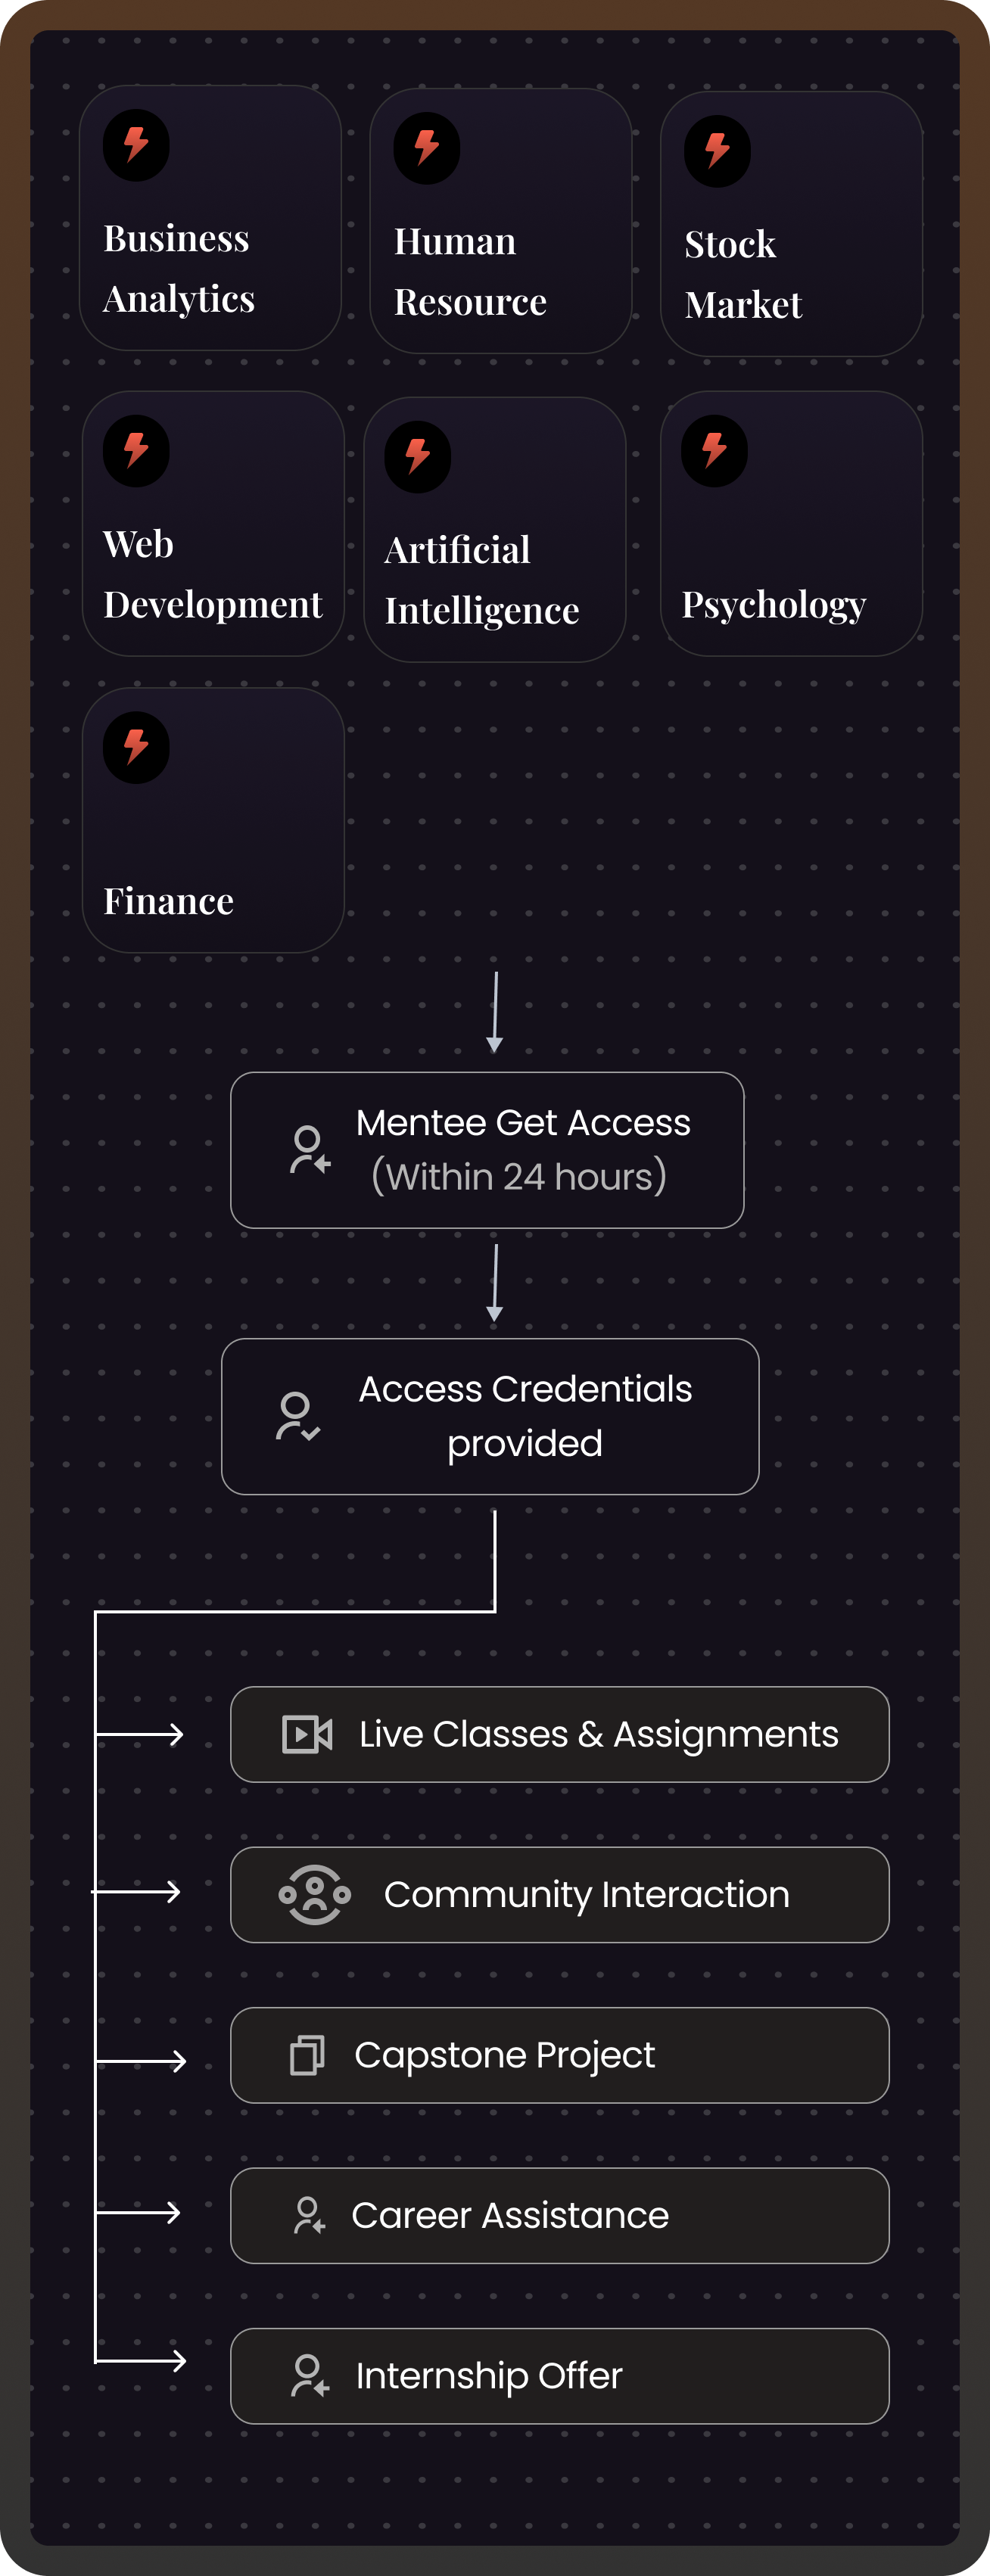 Business
Analytics
Human
Resource
Stock
Market
Web
Development
Artificial
Intelligence
Psychology
Finance
Mentee Get Access
(Within 24 hours)
Access Credentials
provided
Live Classes & Assignments
Community Interaction
Capstone Project
Career Assistance
Internship Offer